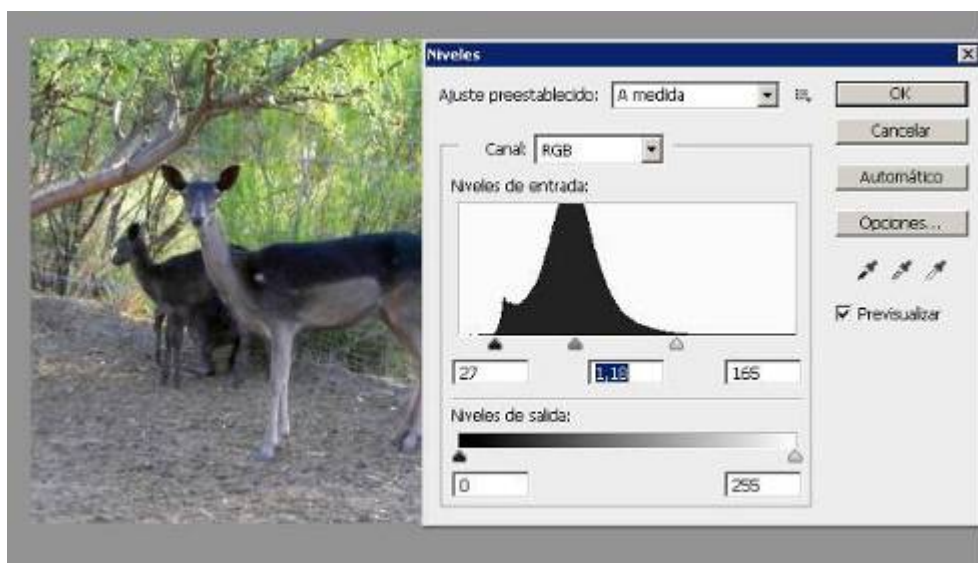 Niveles
Ajuste preestablecido: A medida
OK
Cancelar
Canal: RGB
Automático
Niveles de entrada:
Opciones...
Previsualizar
27 1,18 165
Niveles de salida:
0 255